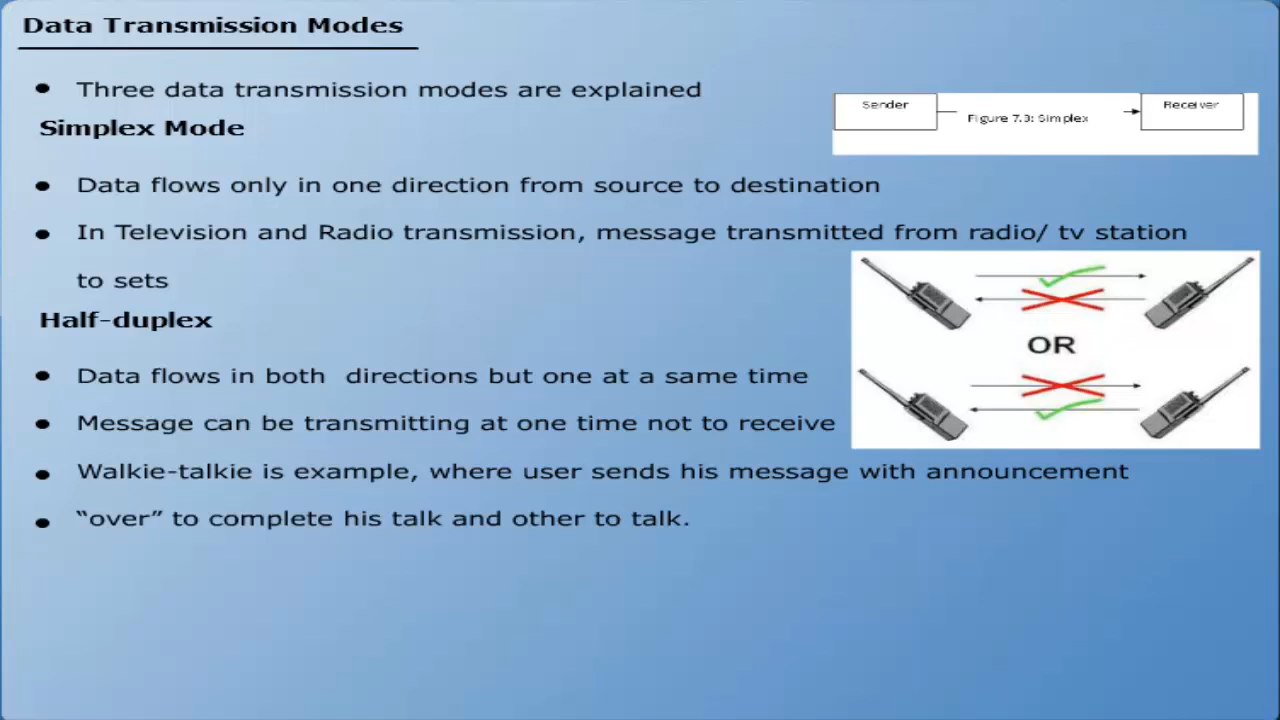 Data Transmission Modes
• Three data transmission modes are explained
Simplex Mode
Sender
Figure 7.3: Simplex
Receiver
• Data flows only in one direction from source to destination
• In Television and Radio transmission, message transmitted from radio/ tv station
to sets
Half-duplex
OR
• Data flows in both directions but one at a same time
• Message can be transmitting at one time not to receive
• Walkie-talkie is example, where user sends his message with announcement
• “over” to complete his talk and other to talk.